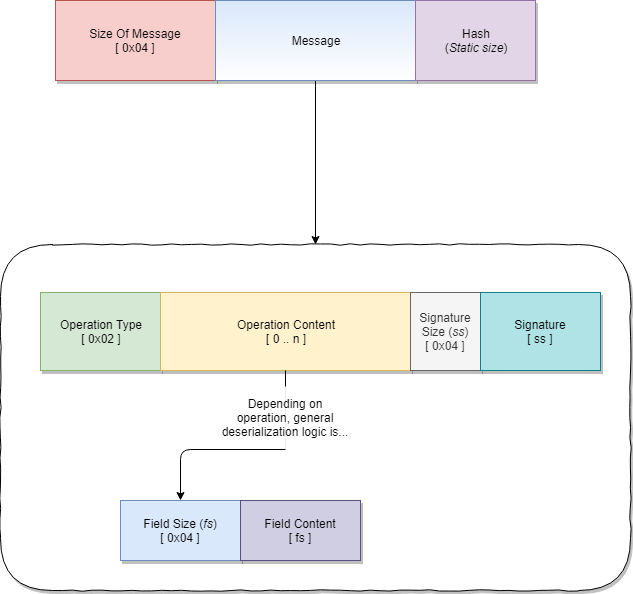 Size Of Message
[ 0x04 ]
Message
Hash
(Static size)
Operation Type
[ 0x02 ]
Operation Content
[ 0 .. n ]
Signature
Size (ss)
[ 0x04 ]
Signature
[ ss ]
Depending on
operation, general
deserialization logic is...
Field Size (fs)
[ 0x04 ]
Field Content
[ fs ]